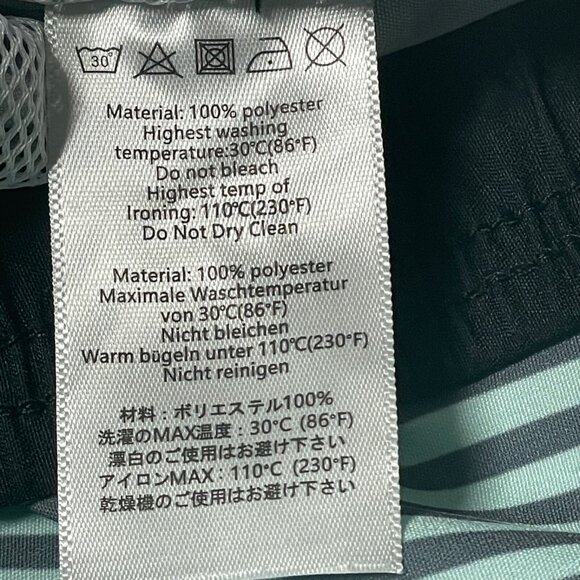 30°
Material: 100% polyester
Highest washing
temperature:30℃(86°F)
Do not bleach
Highest temp of
Ironing: 110℃(230°F)
Do Not Dry Clean
Material: 100% polyester
Maximale Waschtemperatur
von 30℃(86°F)
Nicht bleichen
Warm bügeln unter 110℃(230°F)
Nicht reinigen
材料：ポリエステル100%
洗濯のMAX温度：30℃ (86°F)
漂白のご使用はお避け下さい
アイロンMAX：110℃ (230°F)
乾燥機のご使用はお避け下さい